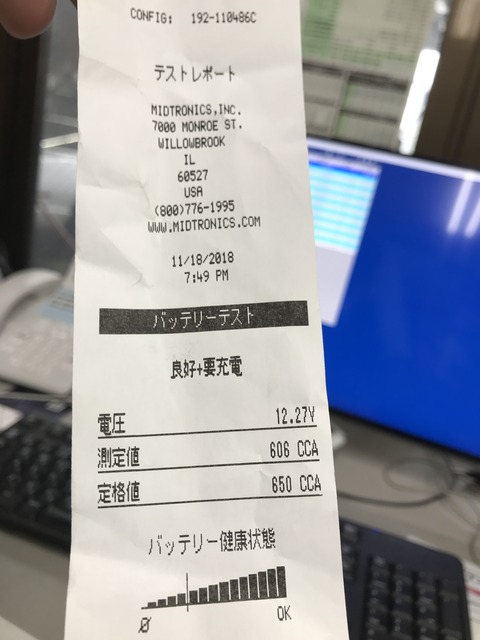 CONFIG: 192-110486C
テストレポート
MIDTRONICS,INC.
7000 MONROE ST.
WILLOWBROOK
IL
60527
USA
(800)776-1995
WWW.MIDTRONICS.COM
11/18/2018
7:49 PM
バッテリーテスト
良好+要充電
電圧 12.27V
測定値 606 CCA
定格値 650 CCA
バッテリー健康状態
0 OK